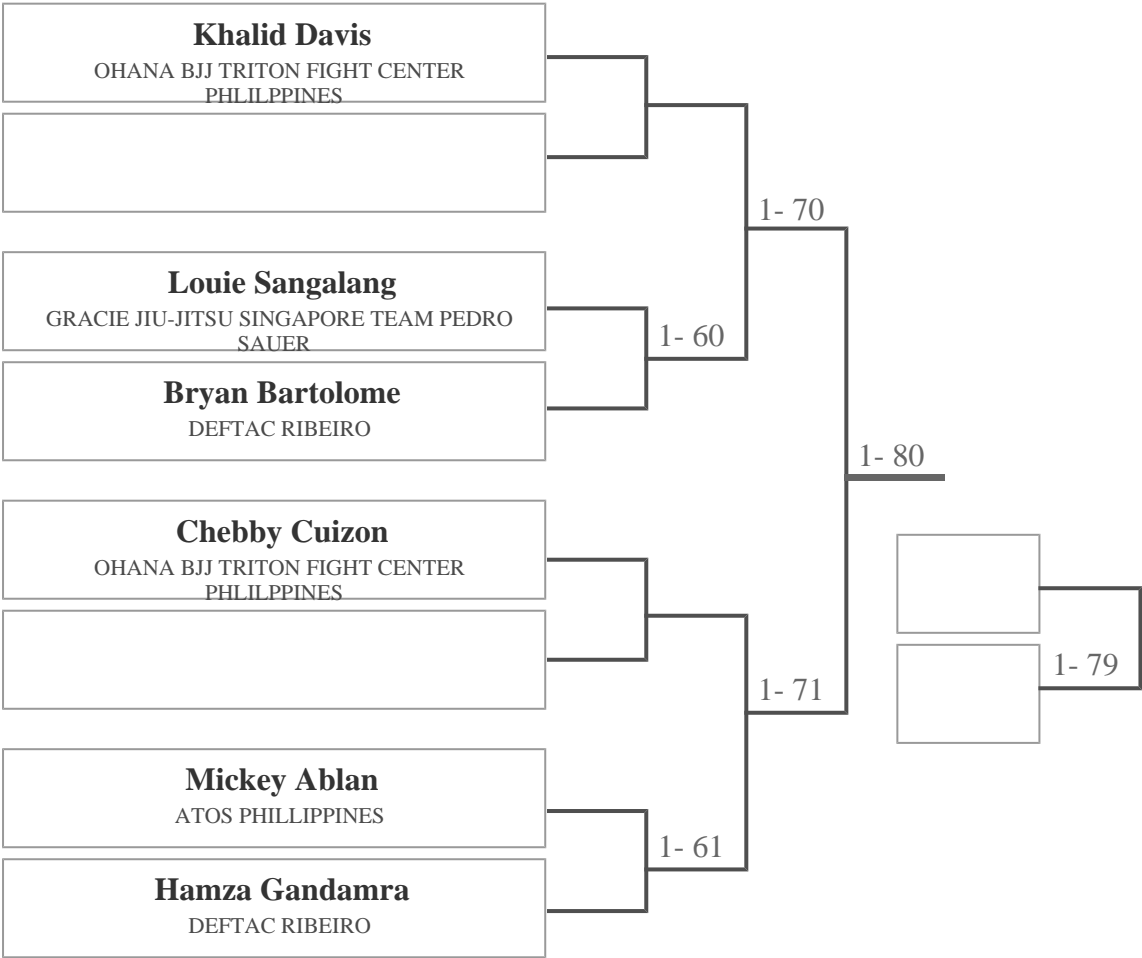 Khalid Davis
OHANA BJJ TRITON FIGHT CENTER
PHLILPPINES
1- 70
Louie Sangalang
GRACIE JIU-JITSU SINGAPORE TEAM PEDRO
SAUER
1- 60
Bryan Bartolome
DEFTAC RIBEIRO
1- 80
Chebby Cuizon
OHANA BJJ TRITON FIGHT CENTER
PHLILPPINES
1- 79
1- 71
Mickey Ablan
ATOS PHILLIPPINES
1- 61
Hamza Gandamra
DEFTAC RIBEIRO